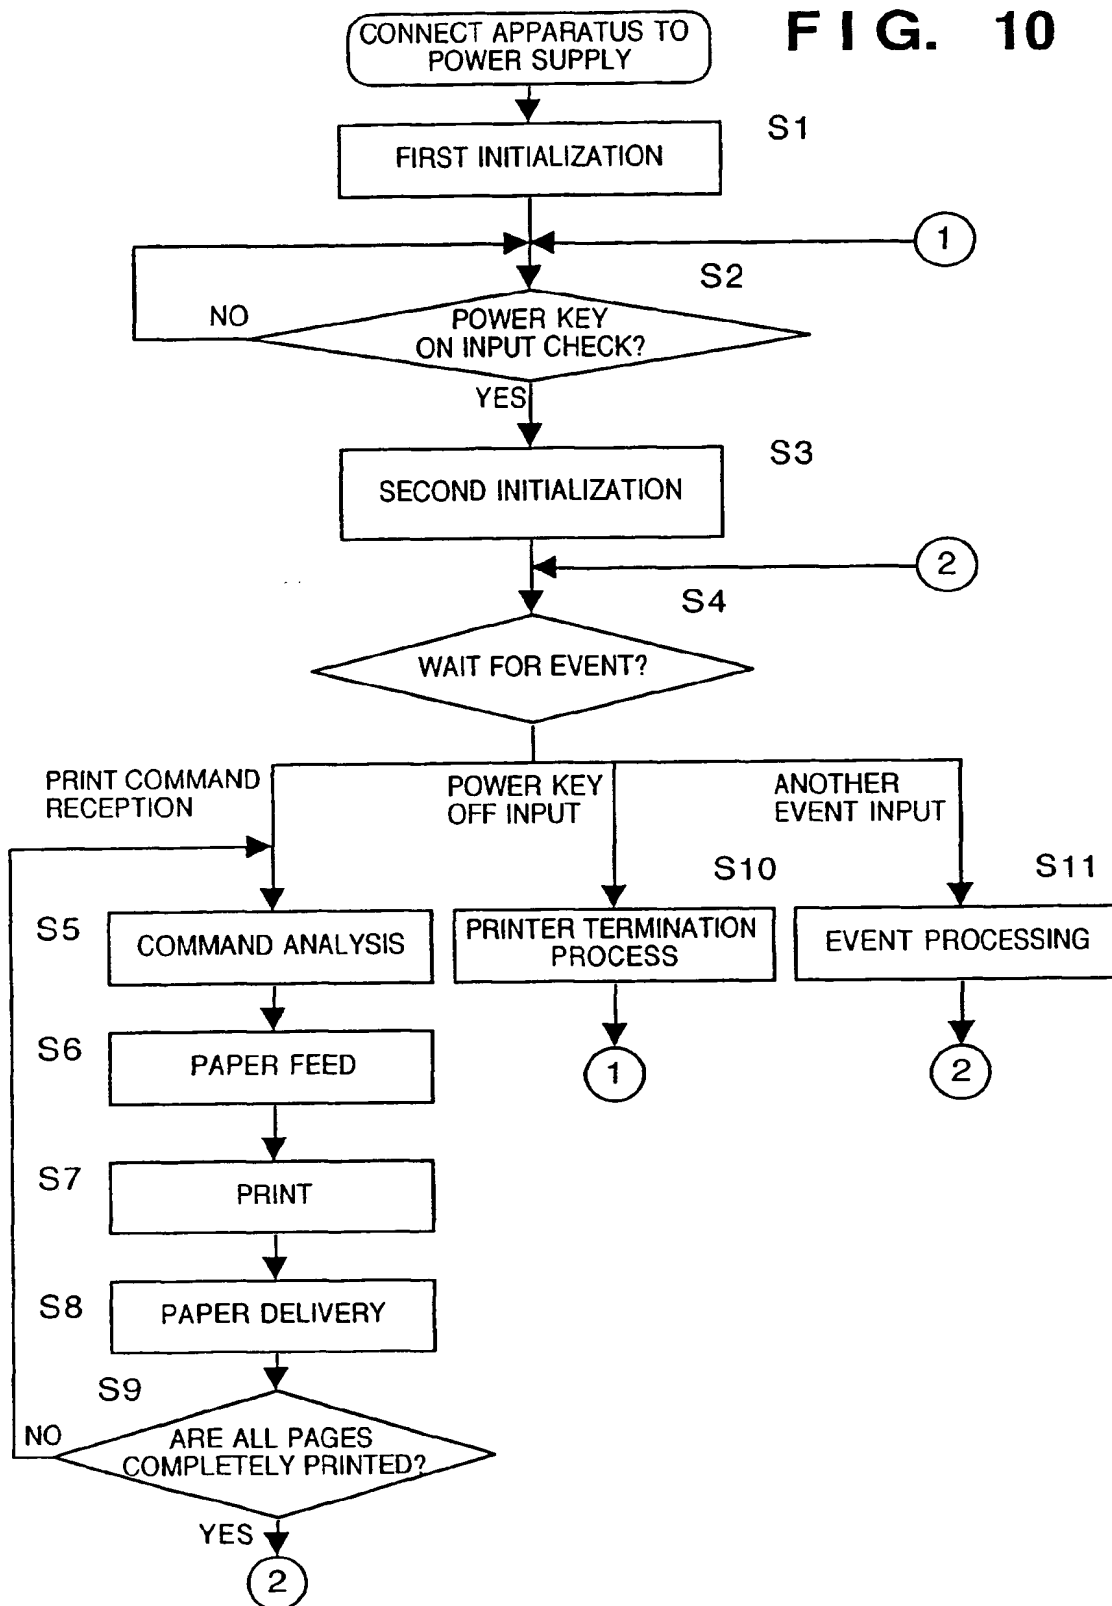 FIG. 10
CONNECT APPARATUS TO
POWER SUPPLY
S1
FIRST INITIALIZATION
1
S2
NO
POWER KEY
ON INPUT CHECK?
YES
S3
SECOND INITIALIZATION
2
S4
WAIT FOR EVENT?
PRINT COMMAND
RECEPTION
POWER KEY
OFF INPUT
ANOTHER
EVENT INPUT
S5
COMMAND ANALYSIS
S10
PRINTER TERMINATION
PROCESS
S11
EVENT PROCESSING
1
2
S6
PAPER FEED
S7
PRINT
S8
PAPER DELIVERY
S9
NO
ARE ALL PAGES
COMPLETELY PRINTED?
YES
2